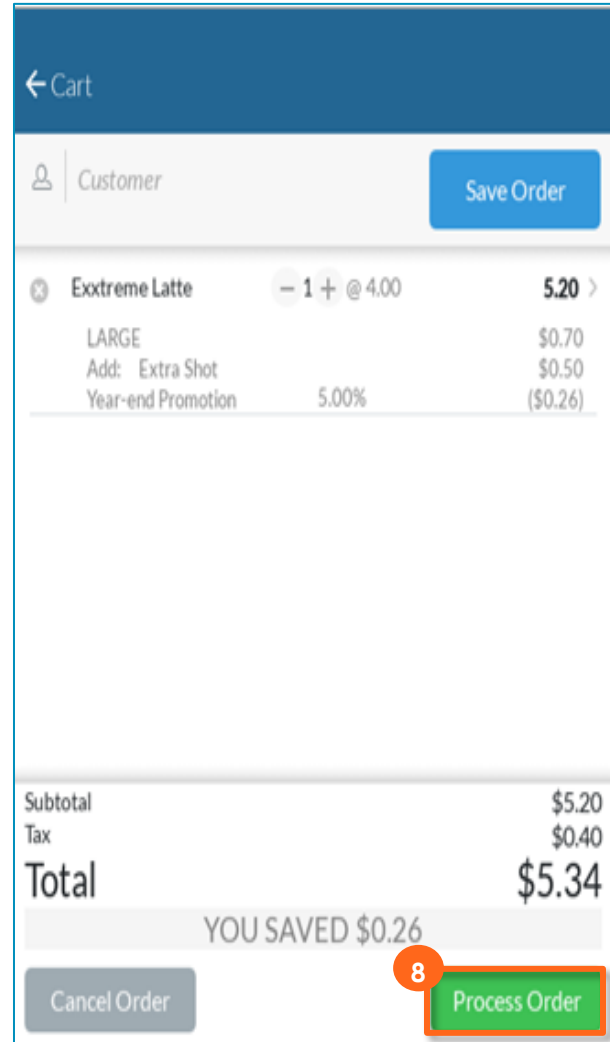 Cart
Customer
Save Order
Exxtreme Latte − 1 + @ 4.00 5.20 >
LARGE $0.70
Add: Extra Shot $0.50
Year-end Promotion 5.00% ($0.26)
Subtotal $5.20
Tax $0.40
Total $5.34
YOU SAVED $0.26
8
Cancel Order Process Order